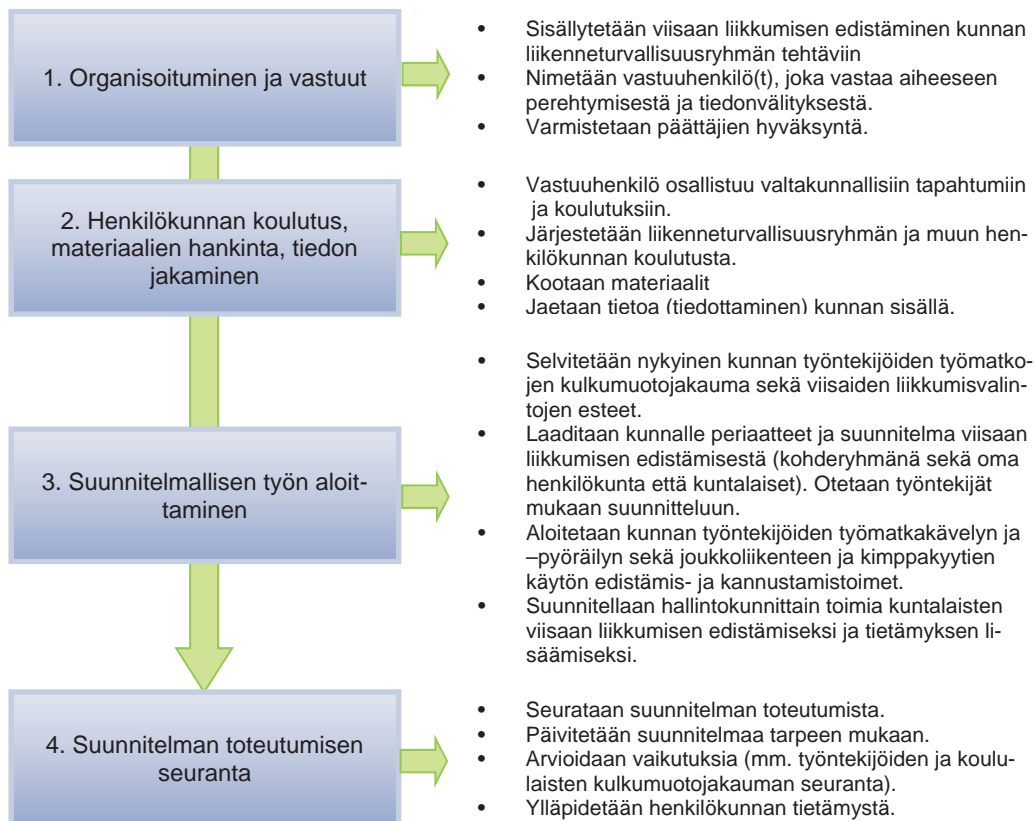 1. Organisoituminen ja vastuut
• Sisällytetään viisaan liikkumisen edistäminen kunnan
liikenneturvallisuusryhmän tehtäviin
• Nimetään vastuuhenkilö(t), joka vastaa aiheeseen
perehtymisestä ja tiedonvälityksestä.
• Varmistetaan päättäjien hyväksyntä.
2. Henkilökunnan koulutus,
materiaalien hankinta, tiedon
jakaminen
• Vastuuhenkilö osallistuu valtakunnallisiin tapahtumiin
ja koulutuksiin.
• Järjestetään liikenneturvallisuusryhmän ja muun hen-
kilökunnan koulutusta.
• Kootaan materiaalit
• Jaetaan tietoa (tiedottaminen) kunnan sisällä.
3. Suunnitelmallisen työn aloit-
taminen
• Selvitetään nykyinen kunnan työntekijöiden työmatko-
jen kulkumuotojakauma sekä viisaiden liikkumisvalin-
tojen esteet.
• Laaditaan kunnalle periaatteet ja suunnitelma viisaan
liikkumisen edistämisestä (kohderyhmänä sekä oma
henkilökunta että kuntalaiset). Otetaan työntekijät
mukaan suunnitteluun.
• Aloitetaan kunnan työntekijöiden työmatkakävelyn ja
–pyöräilyn sekä joukkoliikenteen ja kimppakyytien
käytön edistämis- ja kannustamistoimet.
• Suunnitellaan hallintokunnittain toimia kuntalaisten
viisaan liikkumisen edistämiseksi ja tietämyksen li-
säämiseksi.
4. Suunnitelman toteutumisen
seuranta
• Seurataan suunnitelman toteutumista.
• Päivitetään suunnitelmaa tarpeen mukaan.
• Arvioidaan vaikutuksia (mm. työntekijöiden ja koulu-
laisten kulkumuotojakauman seuranta).
• Ylläpidetään henkilökunnan tietämystä.